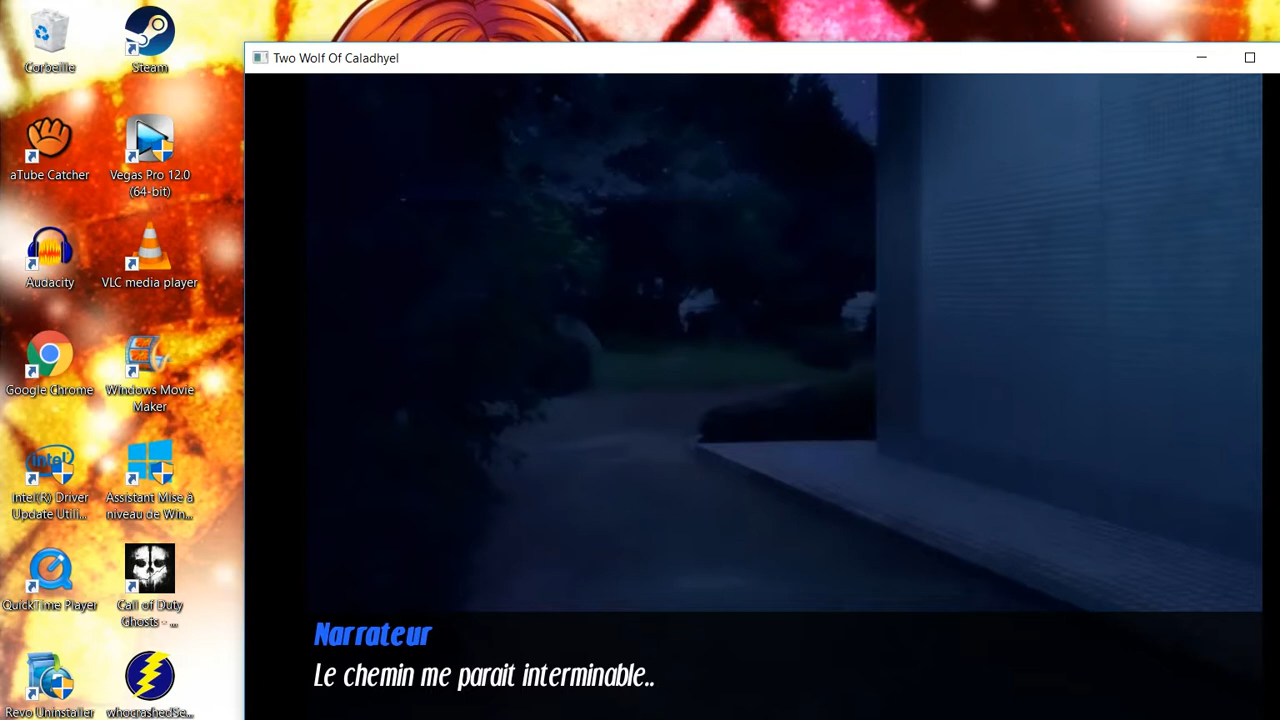 Corbeille
Steam
aTube Catcher
Vegas Pro 12.0
(64-bit)
Audacity
VLC media player
Google Chrome
Windows Movie
Maker
intel
Intel(R) Driver
Update Utili...
Assistant Mise à
niveau de Win...
QuickTime Player
Call of Duty
Ghosts - ...
Revo Uninstaller
whocrashedSe...
Two Wolf Of Caladhyel
Narrateur
Le chemin me parait interminable..